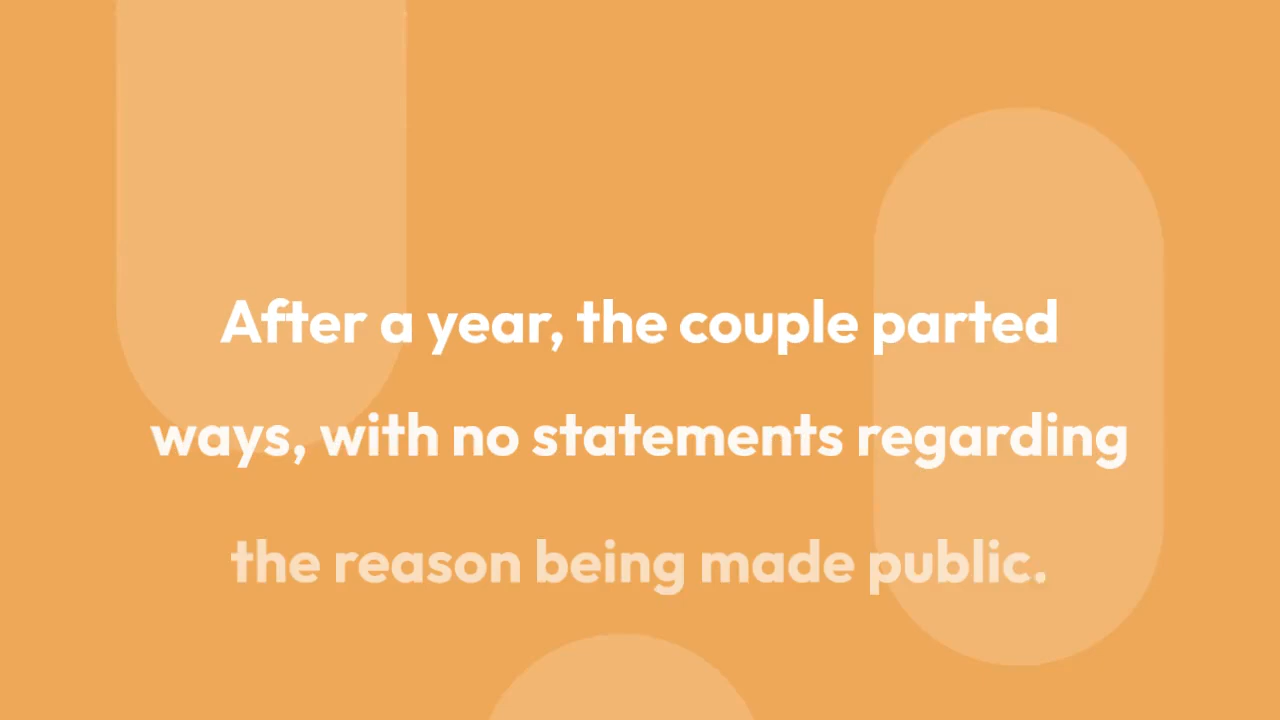 After a year, the couple parted
ways, with no statements regarding
the reason being made public.